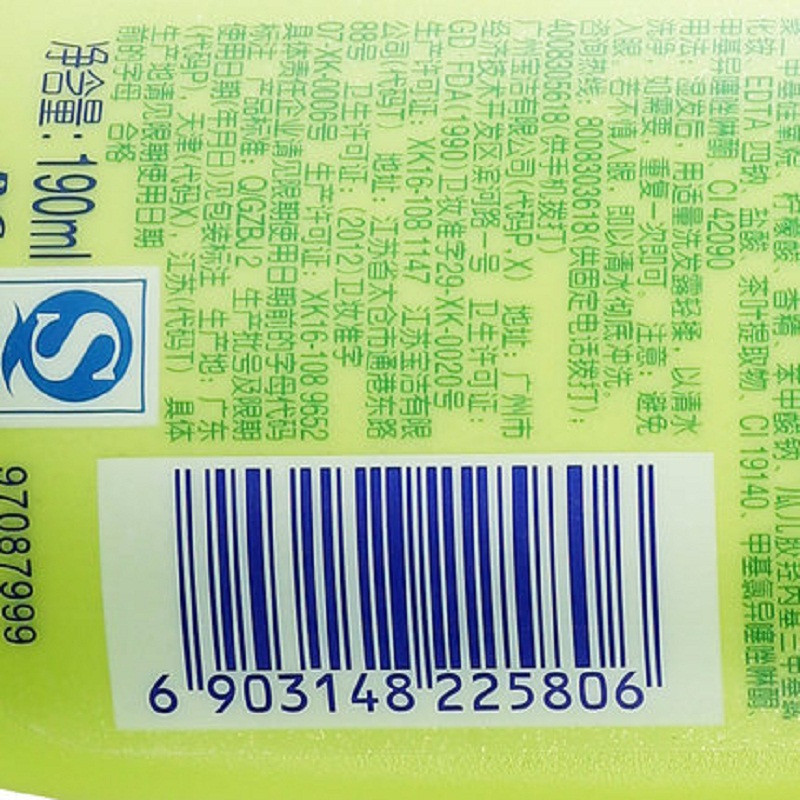 汆二甲基硅氧烷、柠檬酸、香精、苯甲酸钠、瓜儿胶羟丙基三甲基氯
化铵、EDTA 四钠、盐酸、茶叶提取物、CI 19140、甲基氯异噻唑啉酮、
甲基异噻唑啉酮、CI 42090
用法：湿发后，用适量洗发露轻揉，以清水
洗净。如需要，重复一次即可。 注意：避免
入眼。若不慎入眼，即以清水彻底冲洗。
咨询热线：8008303618(供固定电话拨打)；
4008305618(供手机拨打)
广州宝洁有限公司(代码P.X) 地址：广州市
经济技术开发区滨河路一号 卫生许可证：
GD·FDA(1990)卫妆准字29-XK-0020号
生产许可证：XK16-108 1147 江苏宝洁有限
公司(代码T) 地址：江苏省太仓市通港东路
88号 卫生许可证：(2012)卫妆准字
07-XK-0006号 生产许可证：XK16-108 9652
具体责任企业请见限期使用日期前的字母代码
标注 产品标准：Q/GZBJ 2 生产批号及限期
使用日期(年月日)见包装标注 生产地：广东
(代码P)，天津(代码X)，江苏(代码T) 具体
生产地请见限期使用日期
前的字母 合格
净含量：190ml
97087999
6 903148 225806